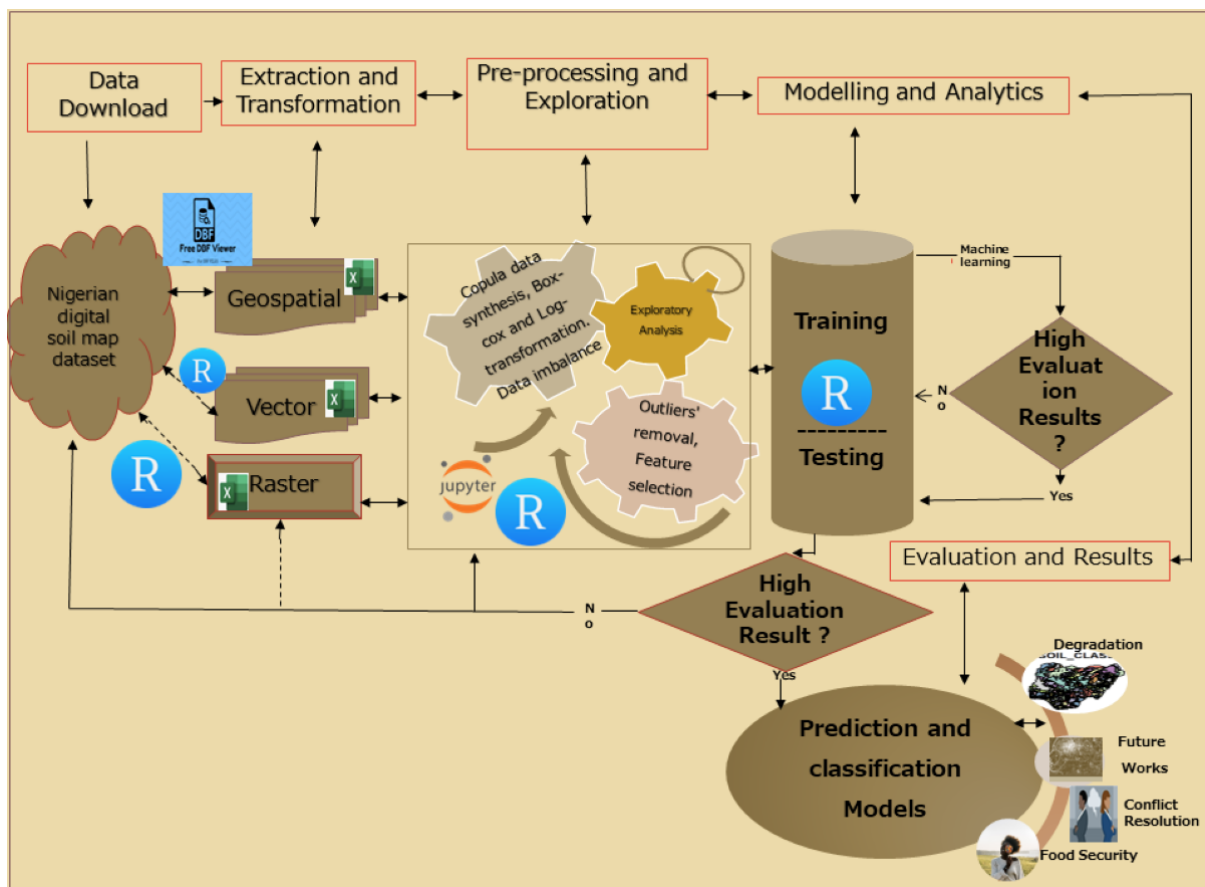 Data
Download
Extraction and
Transformation
Pre-processing and
Exploration
Modelling and Analytics
DBF
Free DBF Viewer
Nigerian
digital
soil map
dataset
X
Geospatial
R
X
Vector
R
X
Raster
Copula data
synthesis, Box-
cox and Log-
transformation.
Data imbalance
Exploratory
Analysis
Outliers'
removal,
Feature
selection
jupyter
R
Training
R
---------
Testing
Machine
learning
High
Evaluat
ion
Results
?
N
o
Yes
Evaluation and Results
High
Evaluation
Result ?
N
o
Yes
Prediction and
classification
Models
Degradation
Future
Works
Conflict
Resolution
Food Security